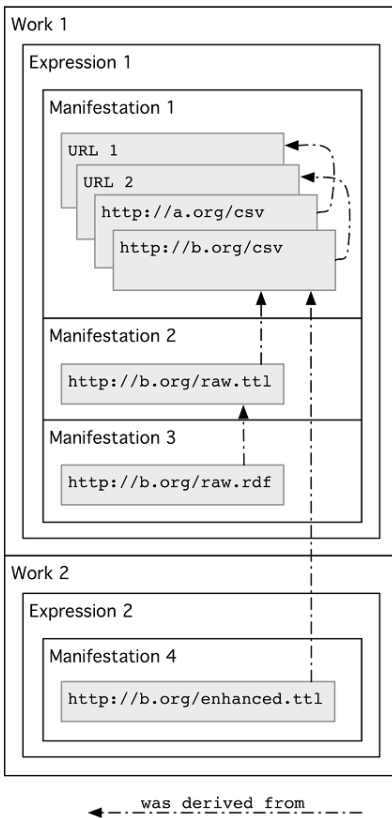 Work 1
Expression 1
Manifestation 1
URL 1
URL 2
http://a.org/csv
http://b.org/csv
Manifestation 2
http://b.org/raw.ttl
Manifestation 3
http://b.org/raw.rdf
Work 2
Expression 2
Manifestation 4
http://b.org/enhanced.ttl
was derived from